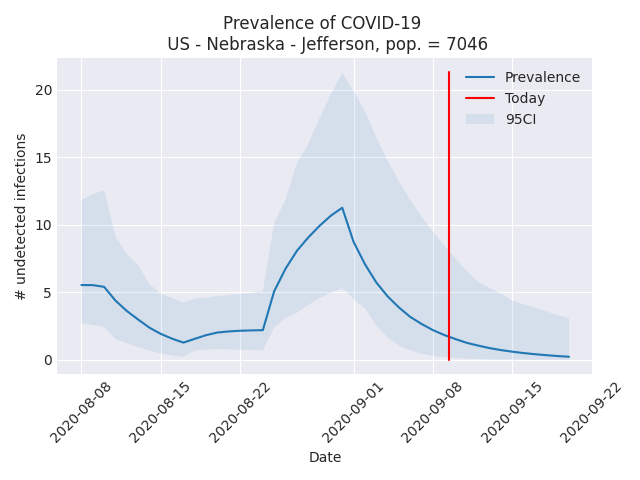 Prevalence of COVID-19
US - Nebraska - Jefferson, pop. = 7046
Prevalence
Today
95CI
20
15
10
5
0
# undetected infections
2020-08-08
2020-08-15
2020-08-22
2020-09-01
2020-09-08
2020-09-15
2020-09-22
Date